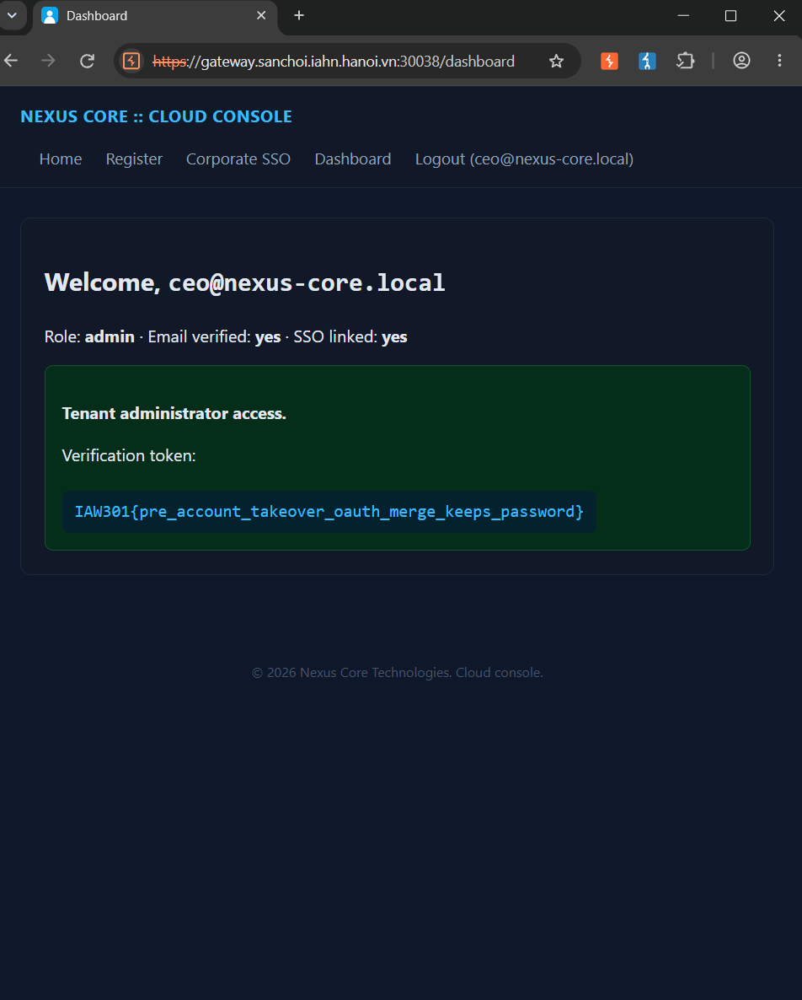 Dashboard
https://gateway.sanchoi.iahn.hanoi.vn:30038/dashboard
NEXUS CORE :: CLOUD CONSOLE
Home Register Corporate SSO Dashboard Logout (ceo@nexus-core.local)
Welcome, ceo@nexus-core.local
Role: admin · Email verified: yes · SSO linked: yes
Tenant administrator access.
Verification token:
IAW301{pre_account_takeover_oauth_merge_keeps_password}
© 2026 Nexus Core Technologies. Cloud console.